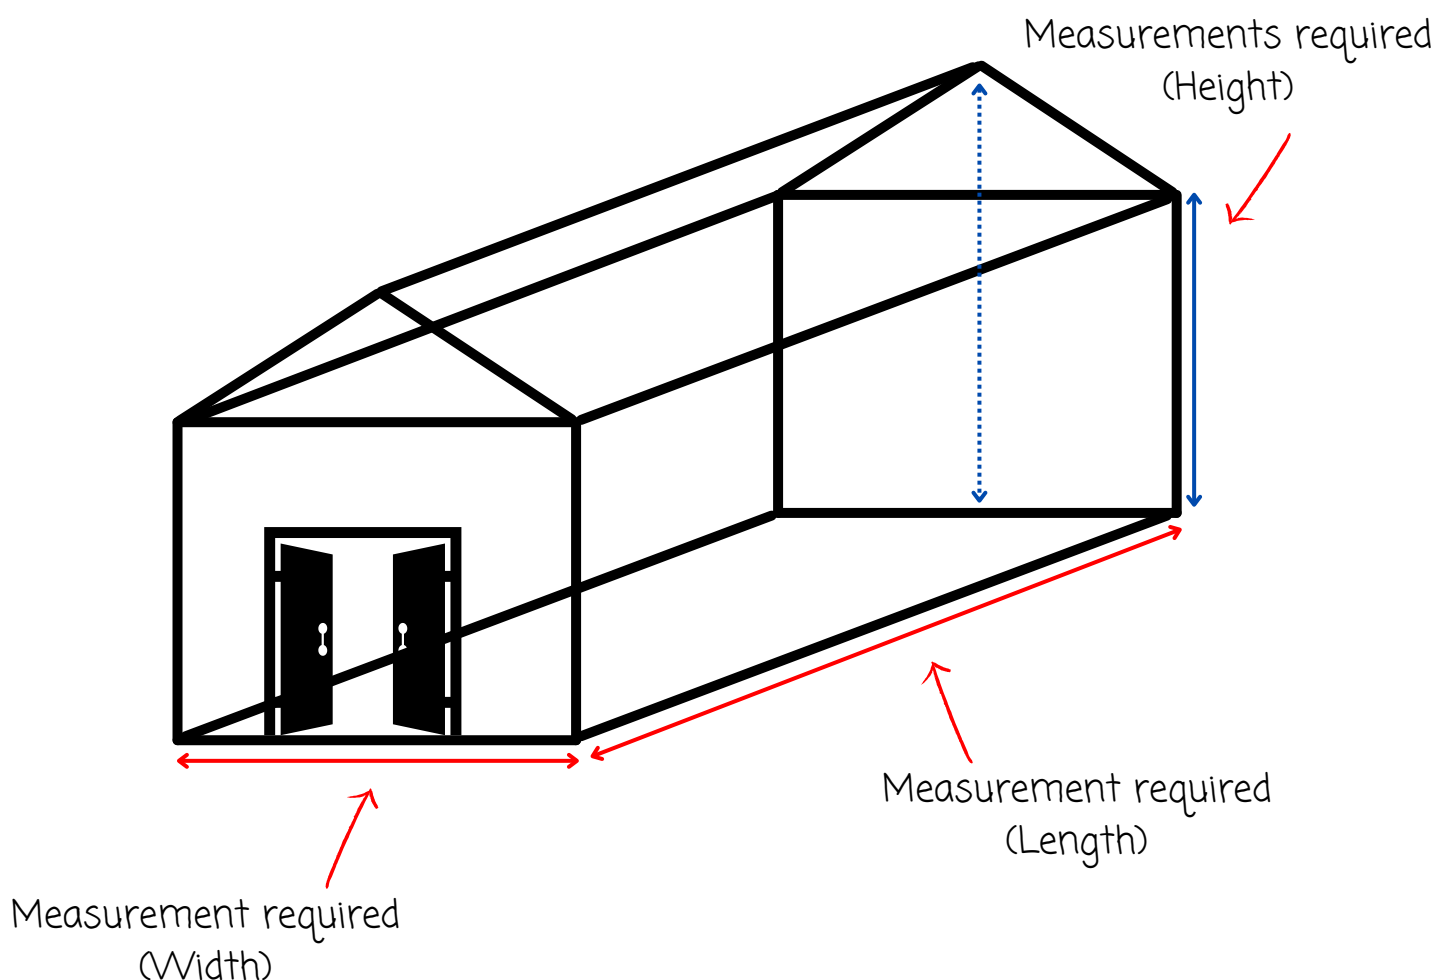 Measurements required
(Height)
Measurement required
(Length)
Measurement required
(Width)